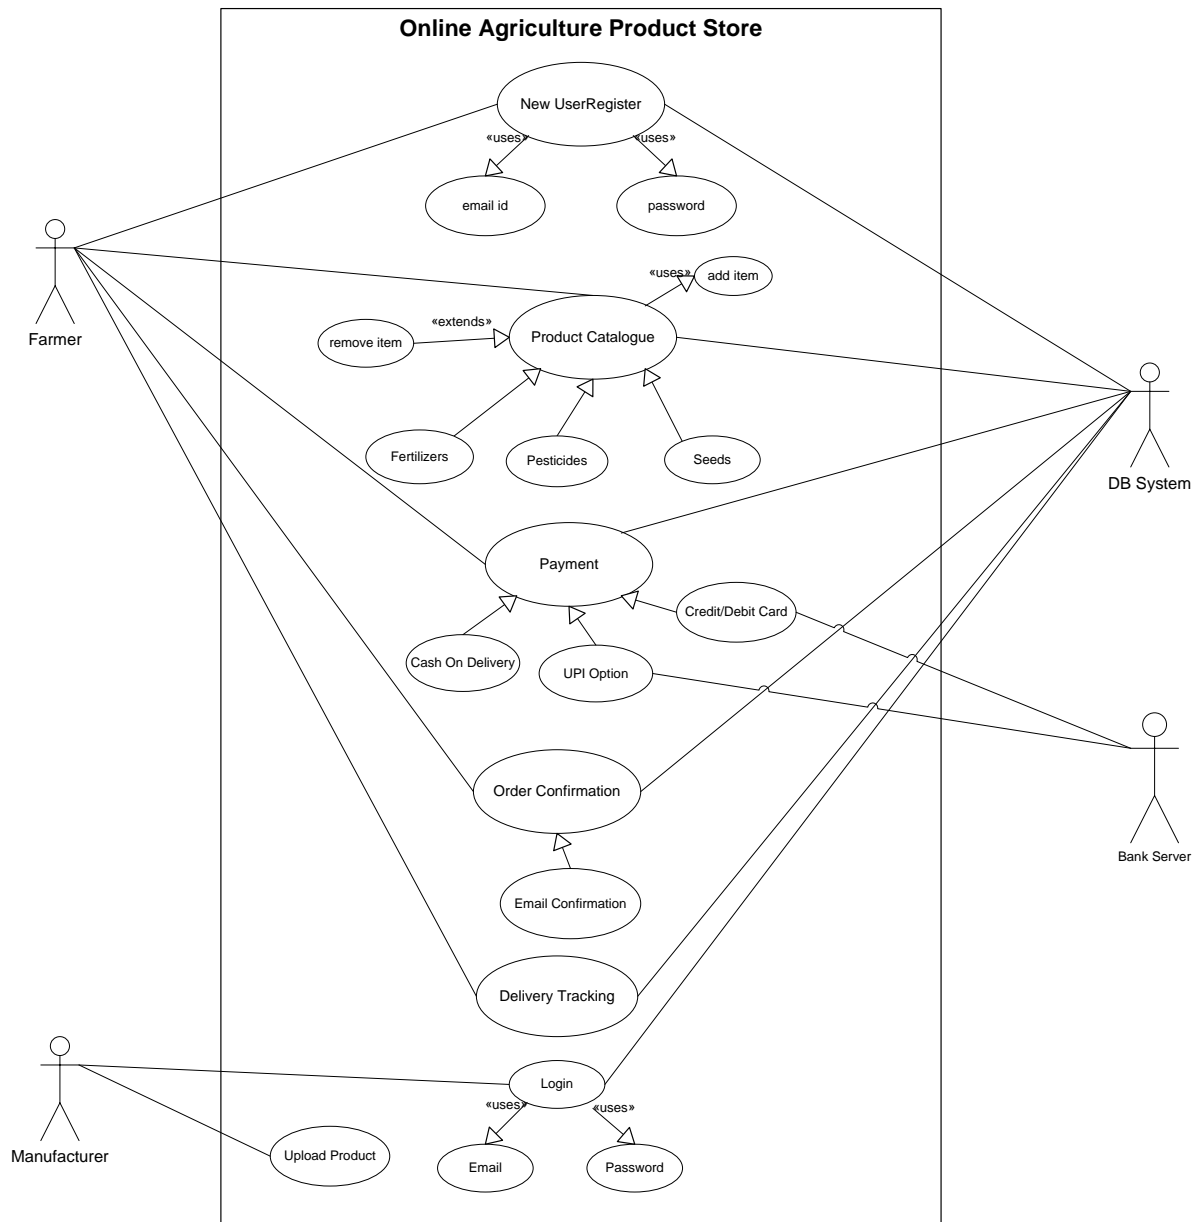 Online Agriculture Product Store
New UserRegister
«uses»
«uses»
email id
password
Farmer
«uses»
add item
«extends»
remove item
Product Catalogue
Fertilizers
Pesticides
Seeds
DB System
Payment
Credit/Debit Card
Cash On Delivery
UPI Option
Order Confirmation
Bank Server
Email Confirmation
Delivery Tracking
Login
«uses»
«uses»
Manufacturer
Upload Product
Email
Password